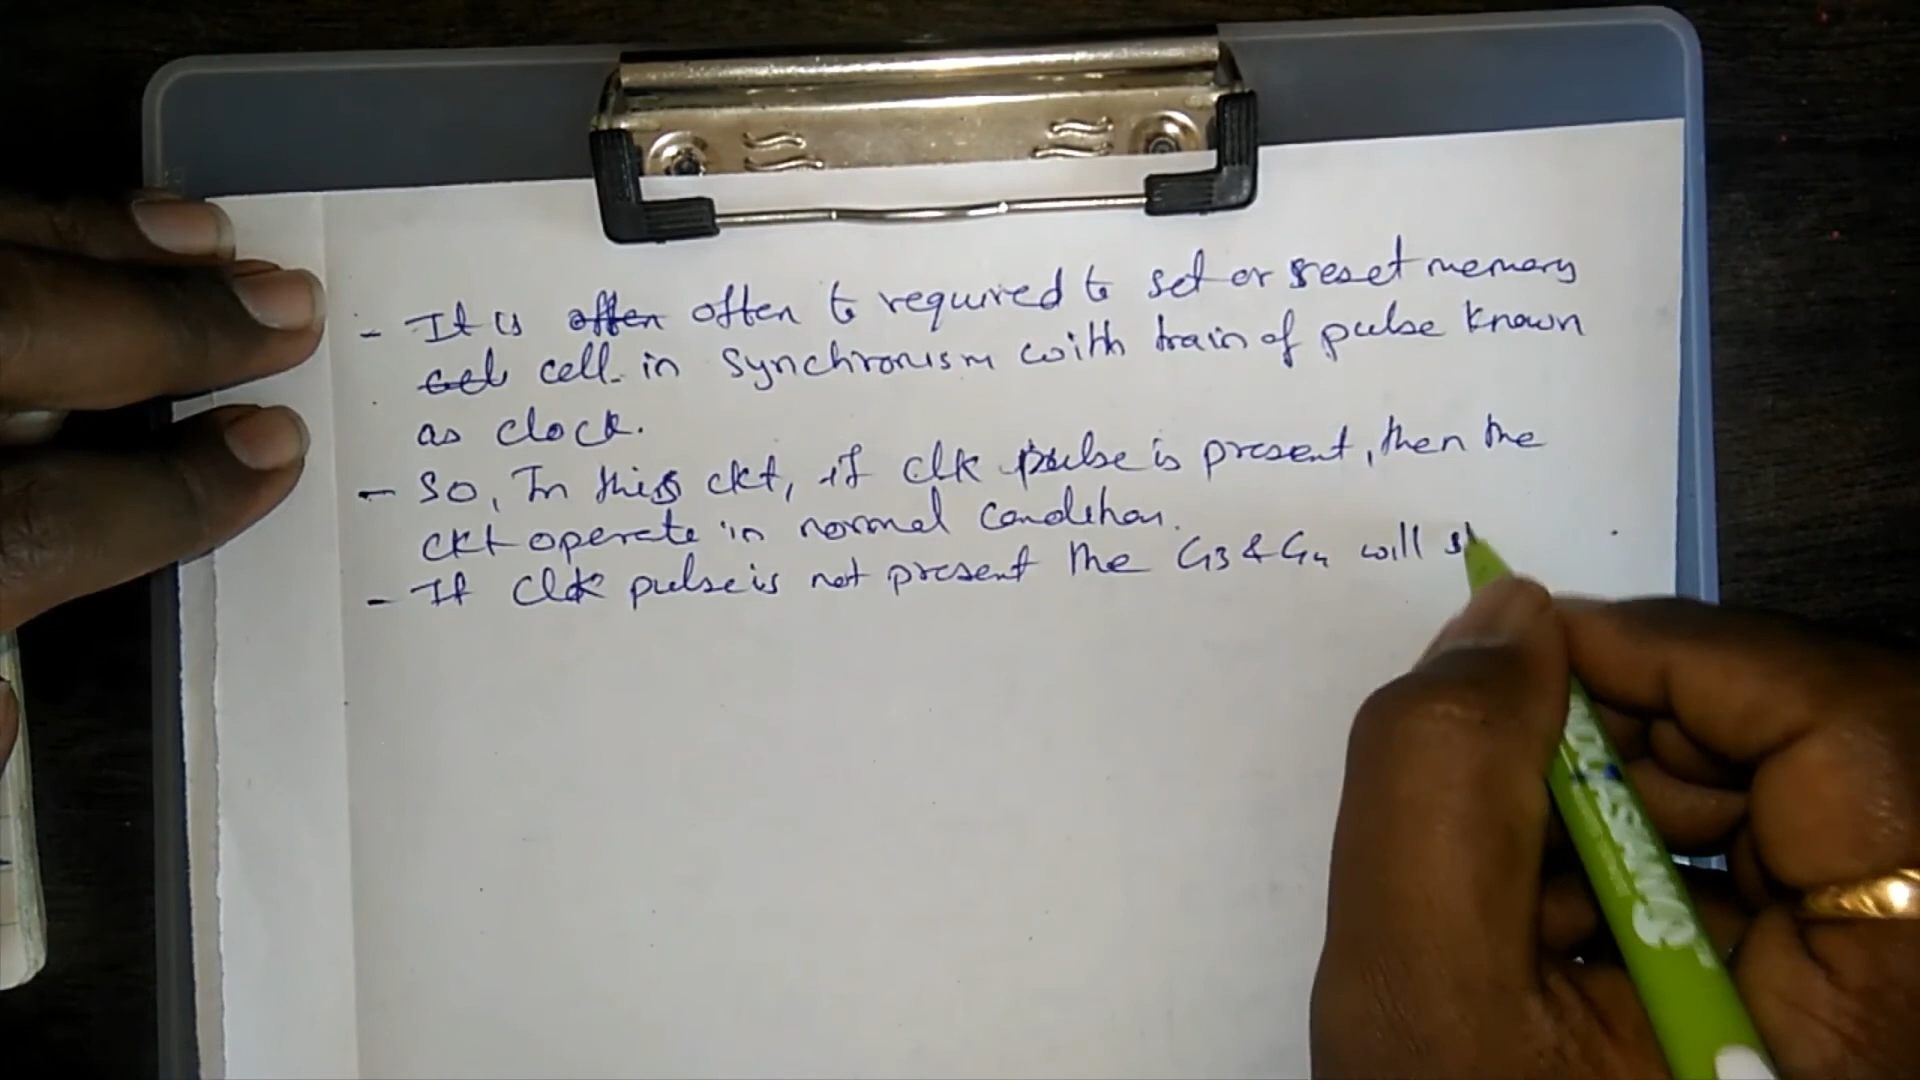 - It is often often to required to set or reset memory
cel cell in synchronism with train of pulse known
as clock.
- So, In this ckt, if clk pulse is present, then the
ckt operate in normal condition.
- If Clk pulse is not present the G3 & G4 will s